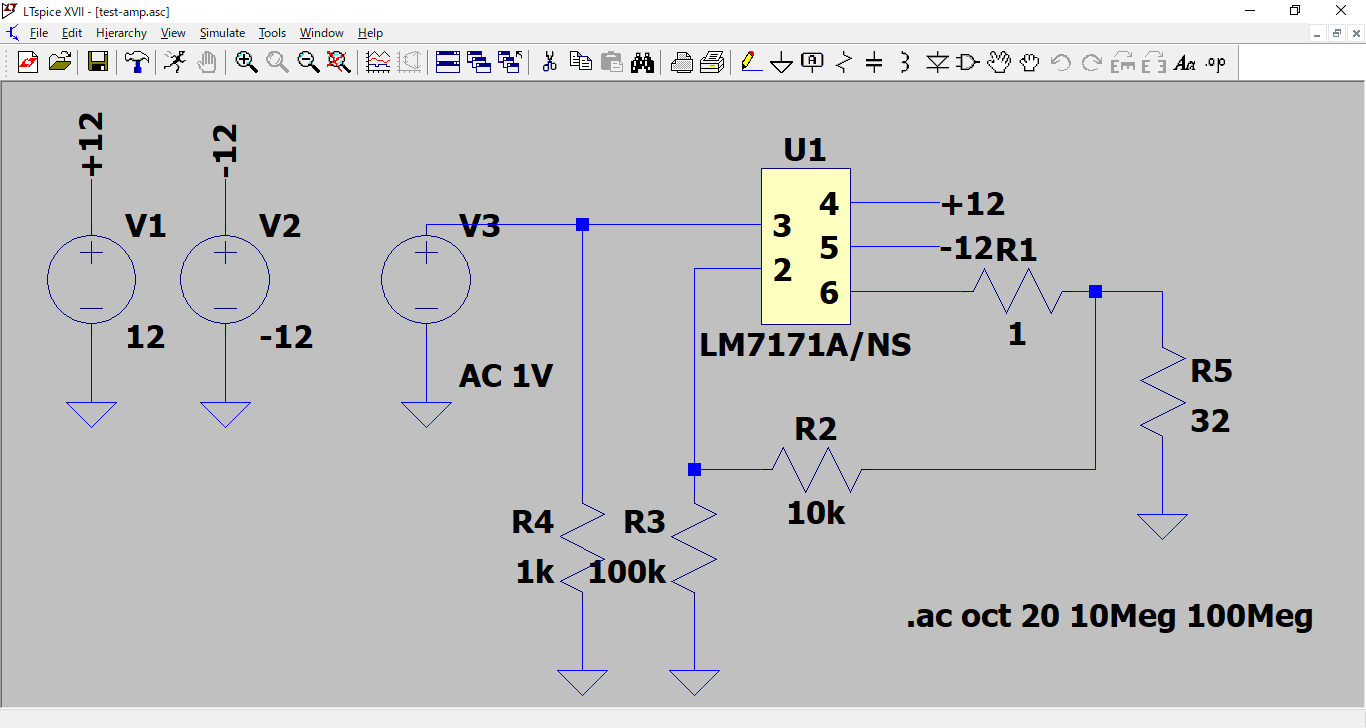 LTspice XVII - [test-amp.asc]
File Edit Hierarchy View Simulate Tools Window Help
Aa .op
+12
-12
V1
12
V2
-12
V3
AC 1V
U1
3
2
4
5
6
LM7171A/NS
+12
-12
R1
1
R5
32
R2
10k
R4
1k
R3
100k
.ac oct 20 10Meg 100Meg